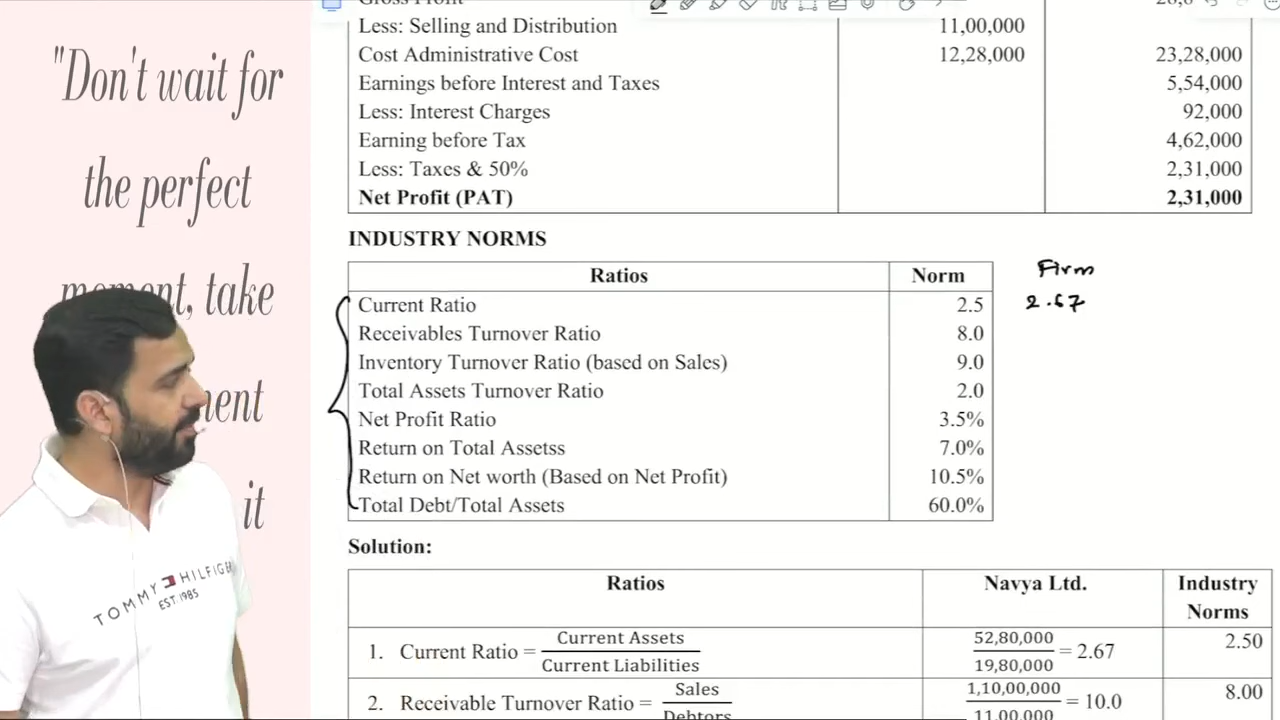 "Don't wait for
the perfect
moment, take
moment
it
TOMMY HILFIGER
EST. 1985
Gross Profit
Less: Selling and Distribution 11,00,000
Cost Administrative Cost 12,28,000 23,28,000
Earnings before Interest and Taxes 5,54,000
Less: Interest Charges 92,000
Earning before Tax 4,62,000
Less: Taxes & 50% 2,31,000
Net Profit (PAT) 2,31,000
INDUSTRY NORMS
Ratios Norm Firm
Current Ratio 2.5 2.67
Receivables Turnover Ratio 8.0
Inventory Turnover Ratio (based on Sales) 9.0
Total Assets Turnover Ratio 2.0
Net Profit Ratio 3.5%
Return on Total Assetss 7.0%
Return on Net worth (Based on Net Profit) 10.5%
Total Debt/Total Assets 60.0%
Solution:
Ratios Navya Ltd. Industry
Norms
1. Current Ratio = Current Assets / Current Liabilities 52,80,000 / 19,80,000 = 2.67 2.50
2. Receivable Turnover Ratio = Sales / Debtors 1,10,00,000 / 11,00,000 = 10.0 8.00